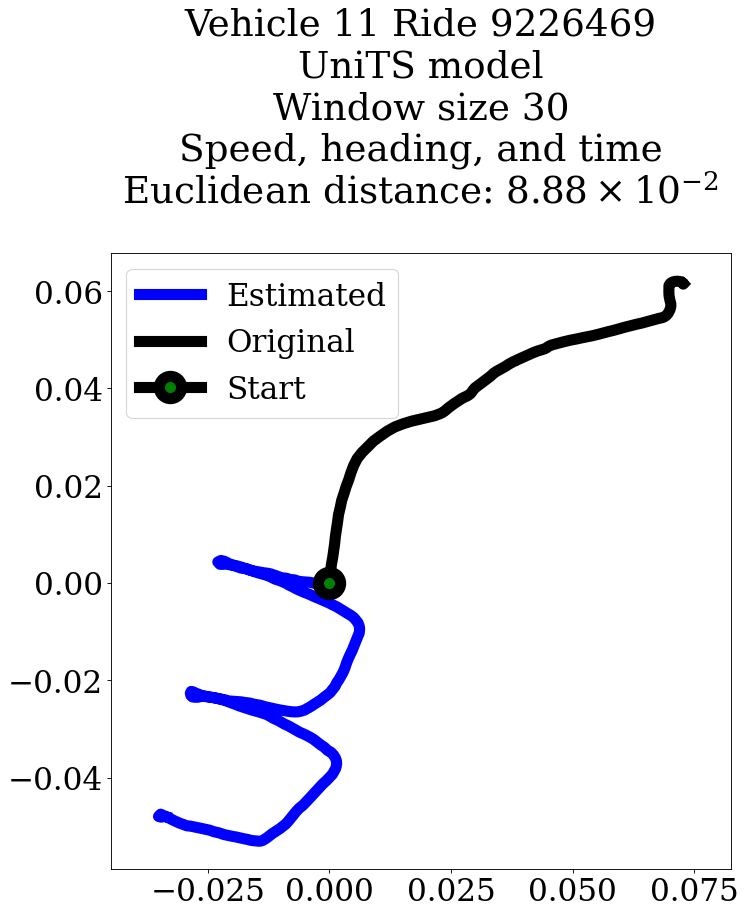 Vehicle 11 Ride 9226469
UniTS model
Window size 30
Speed, heading, and time
Euclidean distance: 8.88 × 10⁻²
Estimated
Original
Start
0.06
0.04
0.02
0.00
−0.02
−0.04
−0.025 0.000 0.025 0.050 0.075